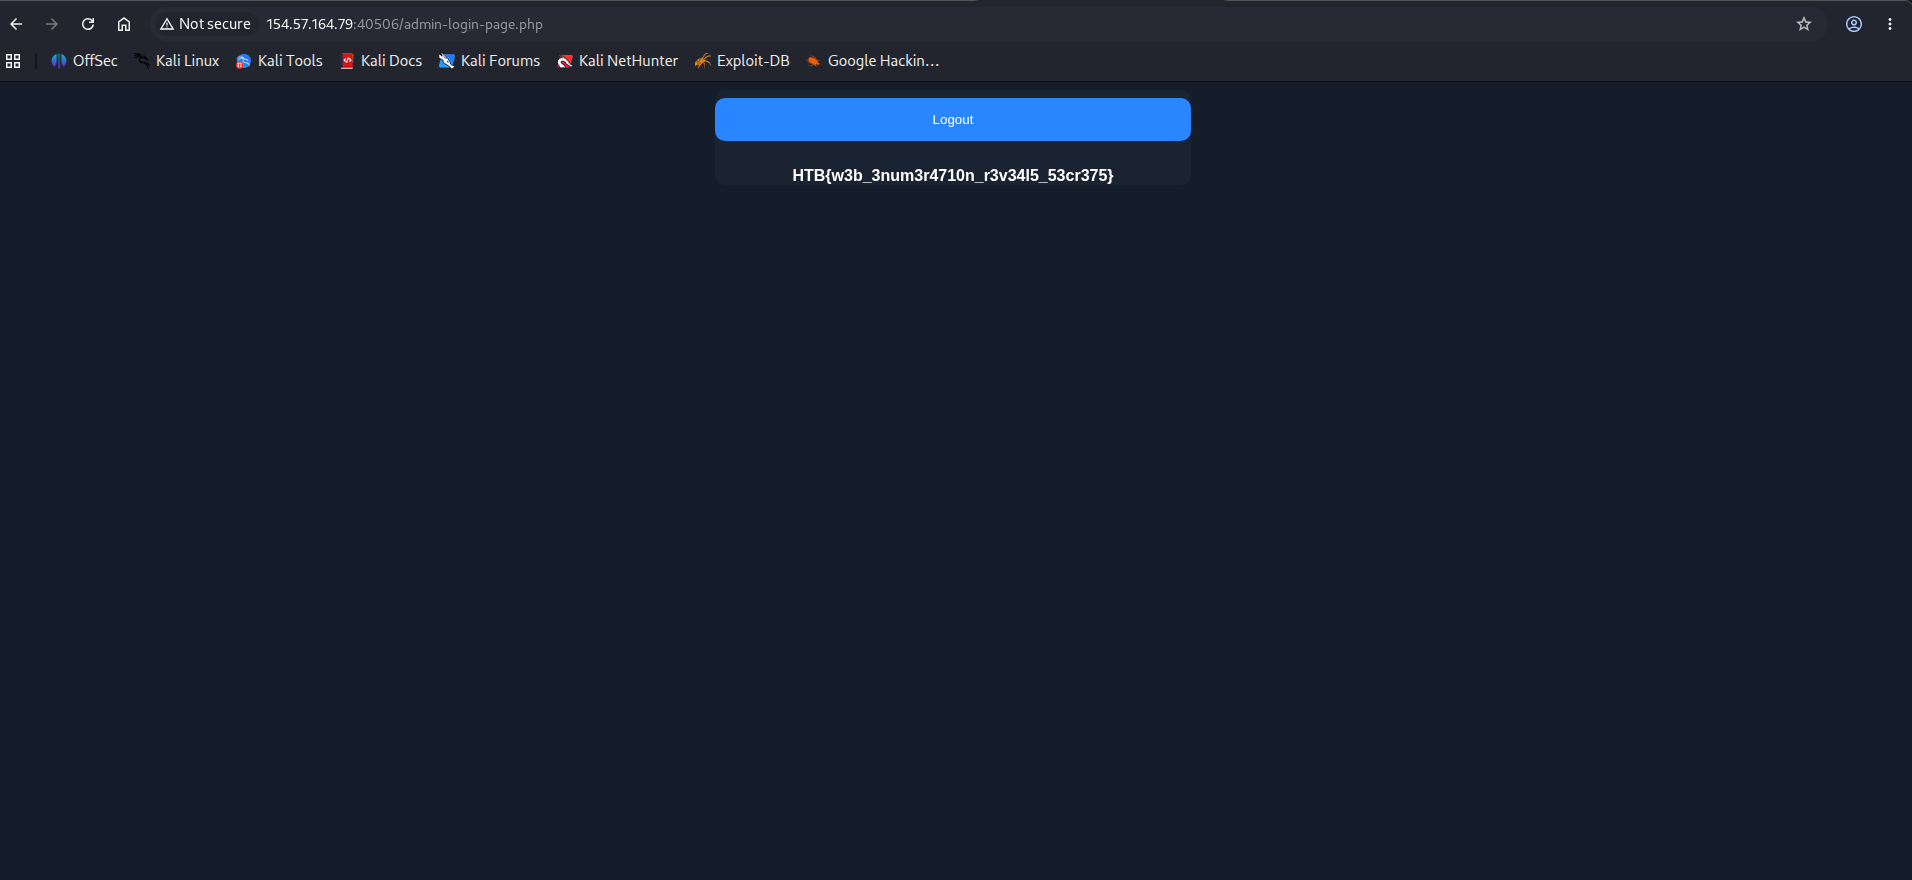 Not secure 154.57.164.79:40506/admin-login-page.php
OffSec Kali Linux Kali Tools Kali Docs Kali Forums Kali NetHunter Exploit-DB Google Hackin…
Logout
HTB{w3b_3num3r4710n_r3v34l5_53cr375}